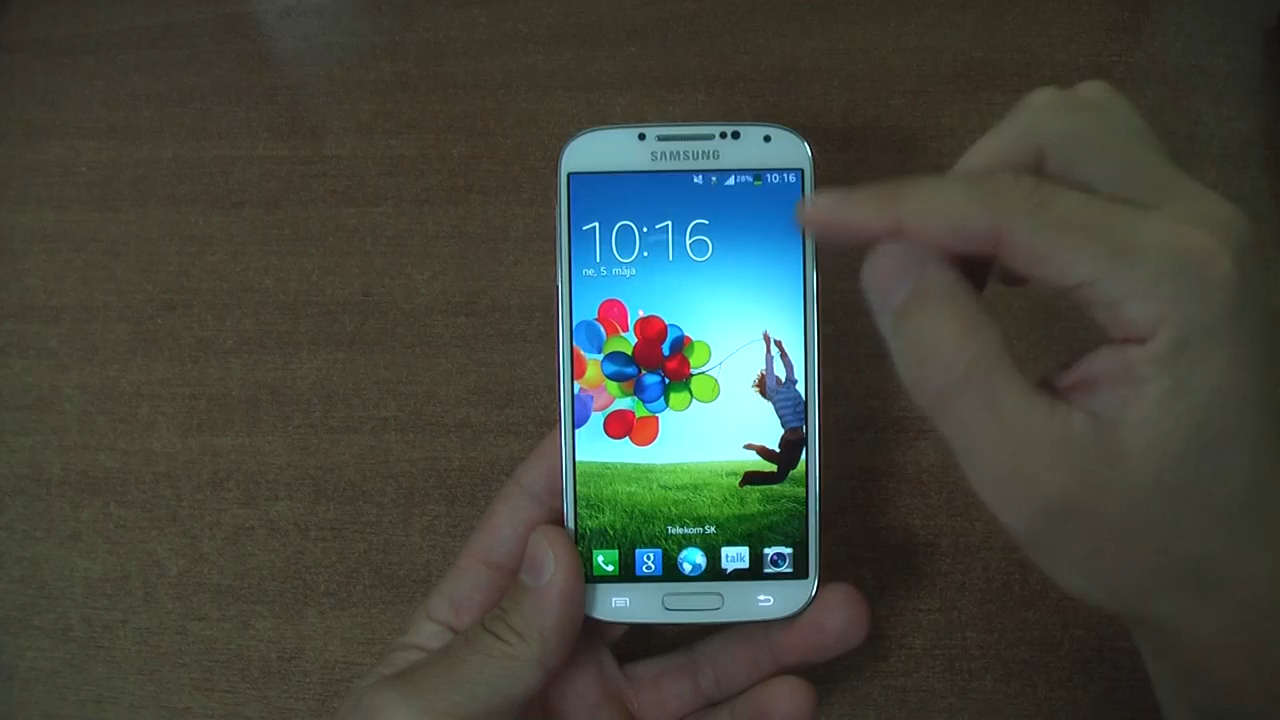 SAMSUNG
28% 10:16
10:16
ne, 5. mája
Telekom SK
g
talk